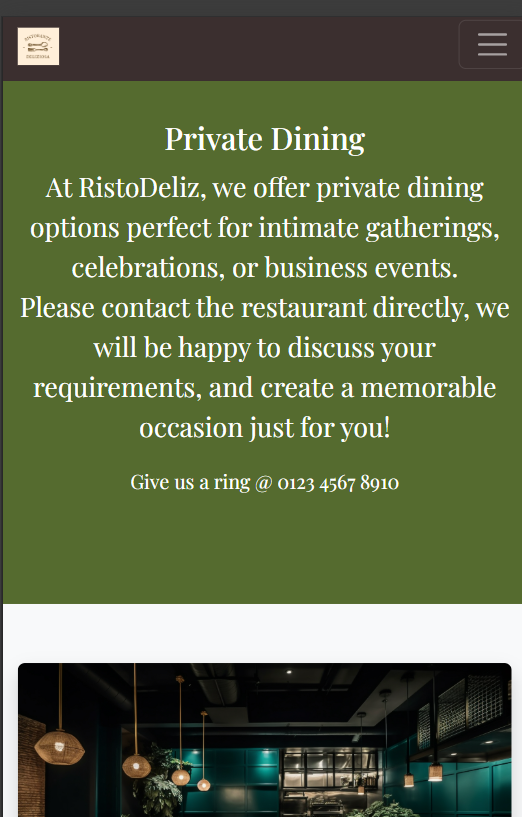 RISTORANTE
DELIZIOSA
Private Dining
At RistoDeliz, we offer private dining
options perfect for intimate gatherings,
celebrations, or business events.
Please contact the restaurant directly, we
will be happy to discuss your
requirements, and create a memorable
occasion just for you!
Give us a ring @ 0123 4567 8910